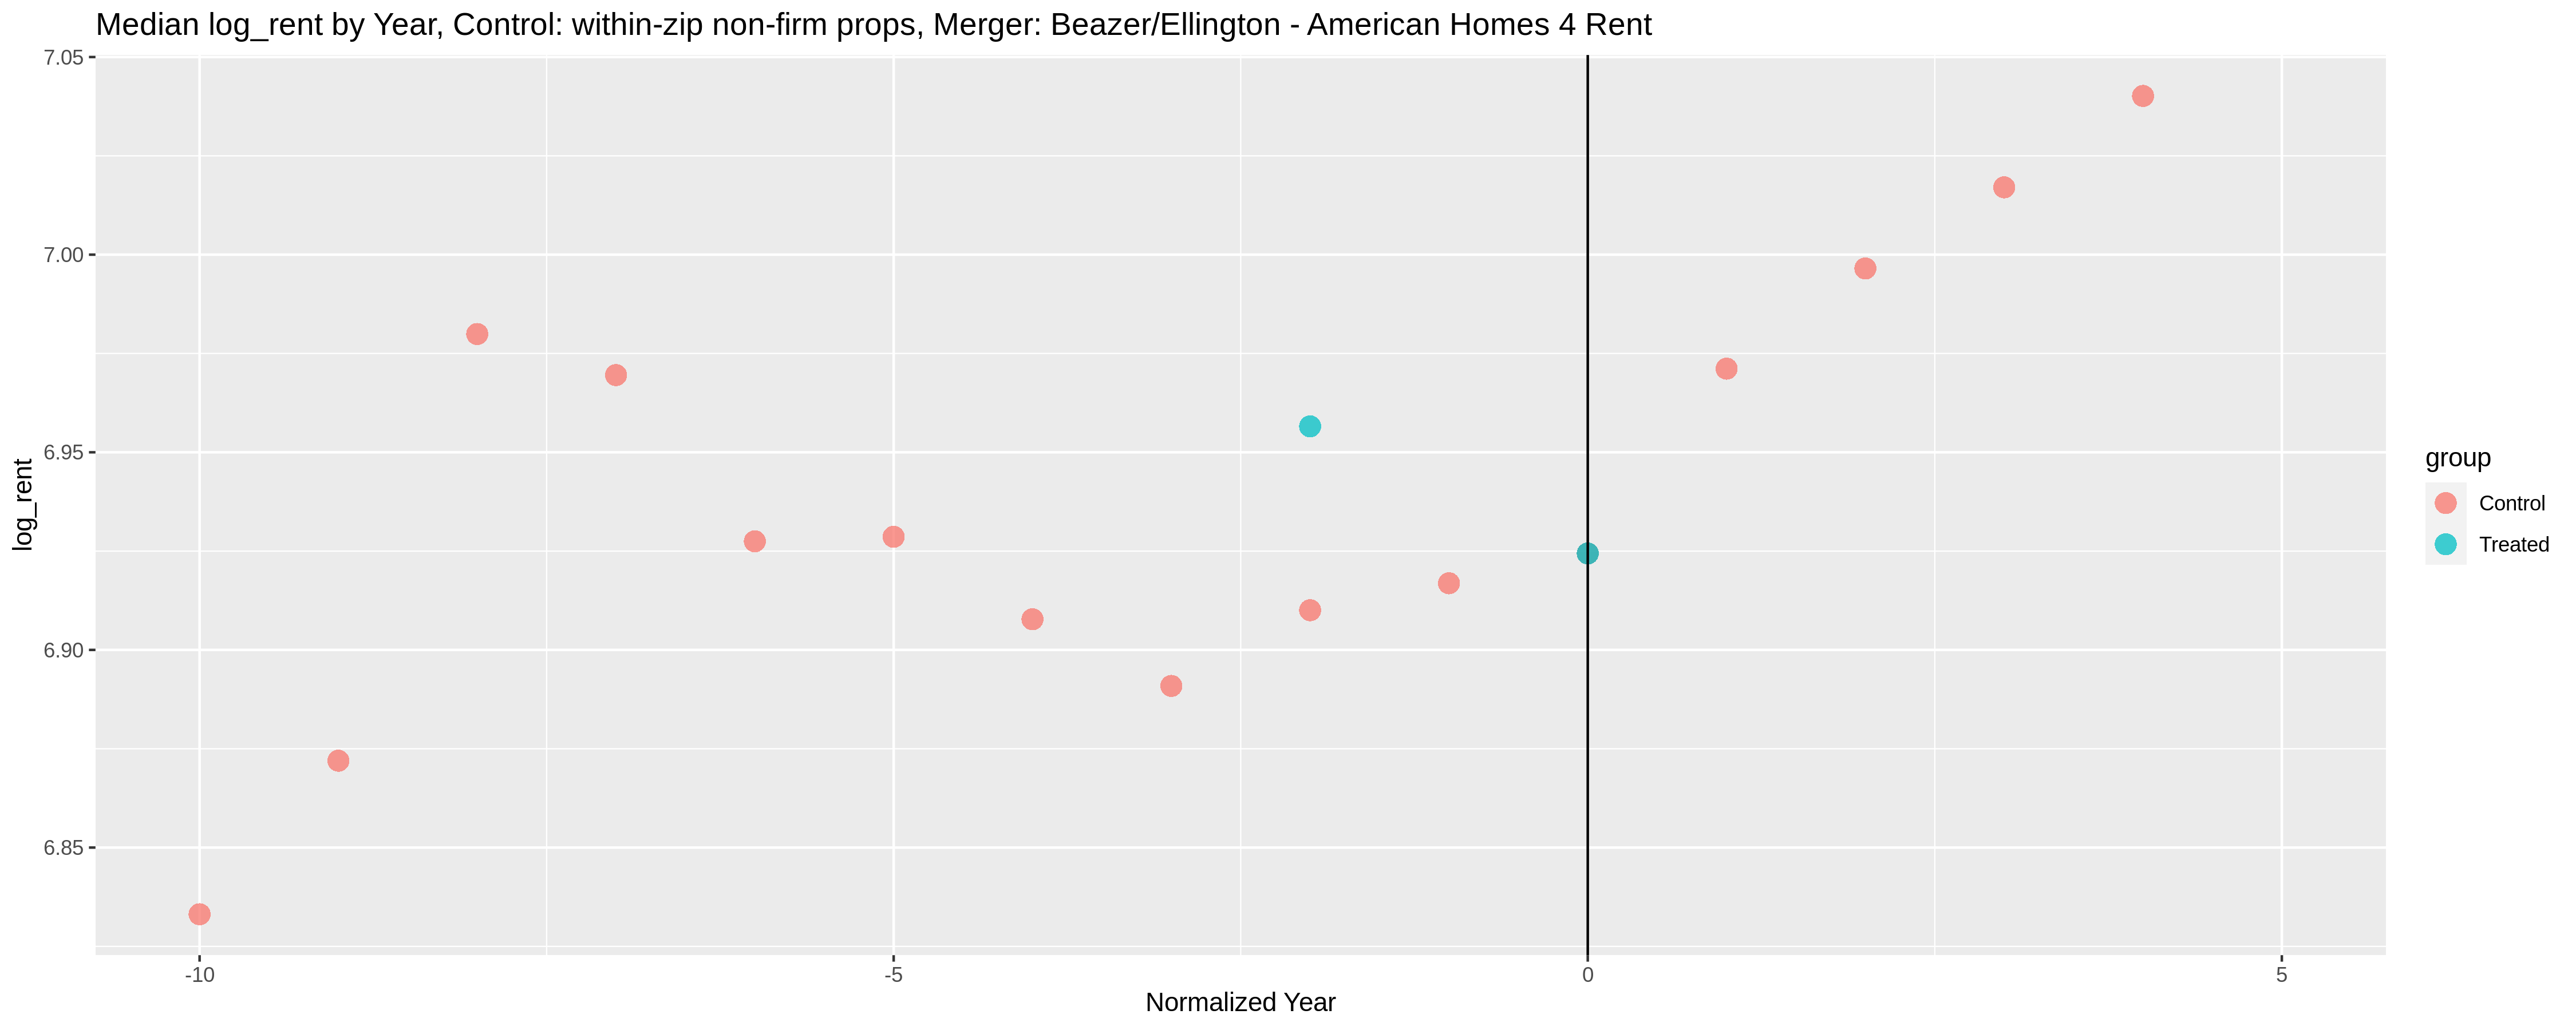 Median log_rent by Year, Control: within-zip non-firm props, Merger: Beazer/Ellington - American Homes 4 Rent
7.05
7.00
6.95
6.90
6.85
log_rent
-10
-5
0
5
Normalized Year
group
Control
Treated